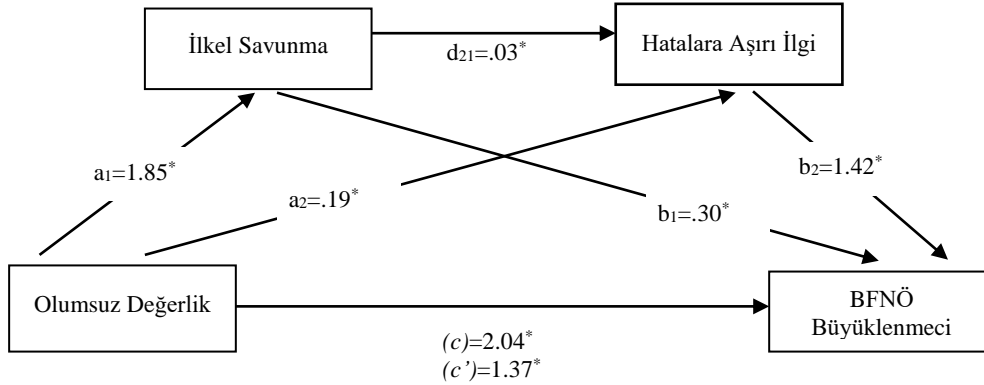 İlkel Savunma
d21=.03*
Hatalara Aşırı İlgi
a1=1.85*
a2=.19*
b1=.30*
b2=1.42*
Olumsuz Değerlik
BFNÖ
Büyüklenmeci
(c)=2.04*
(c’)=1.37*